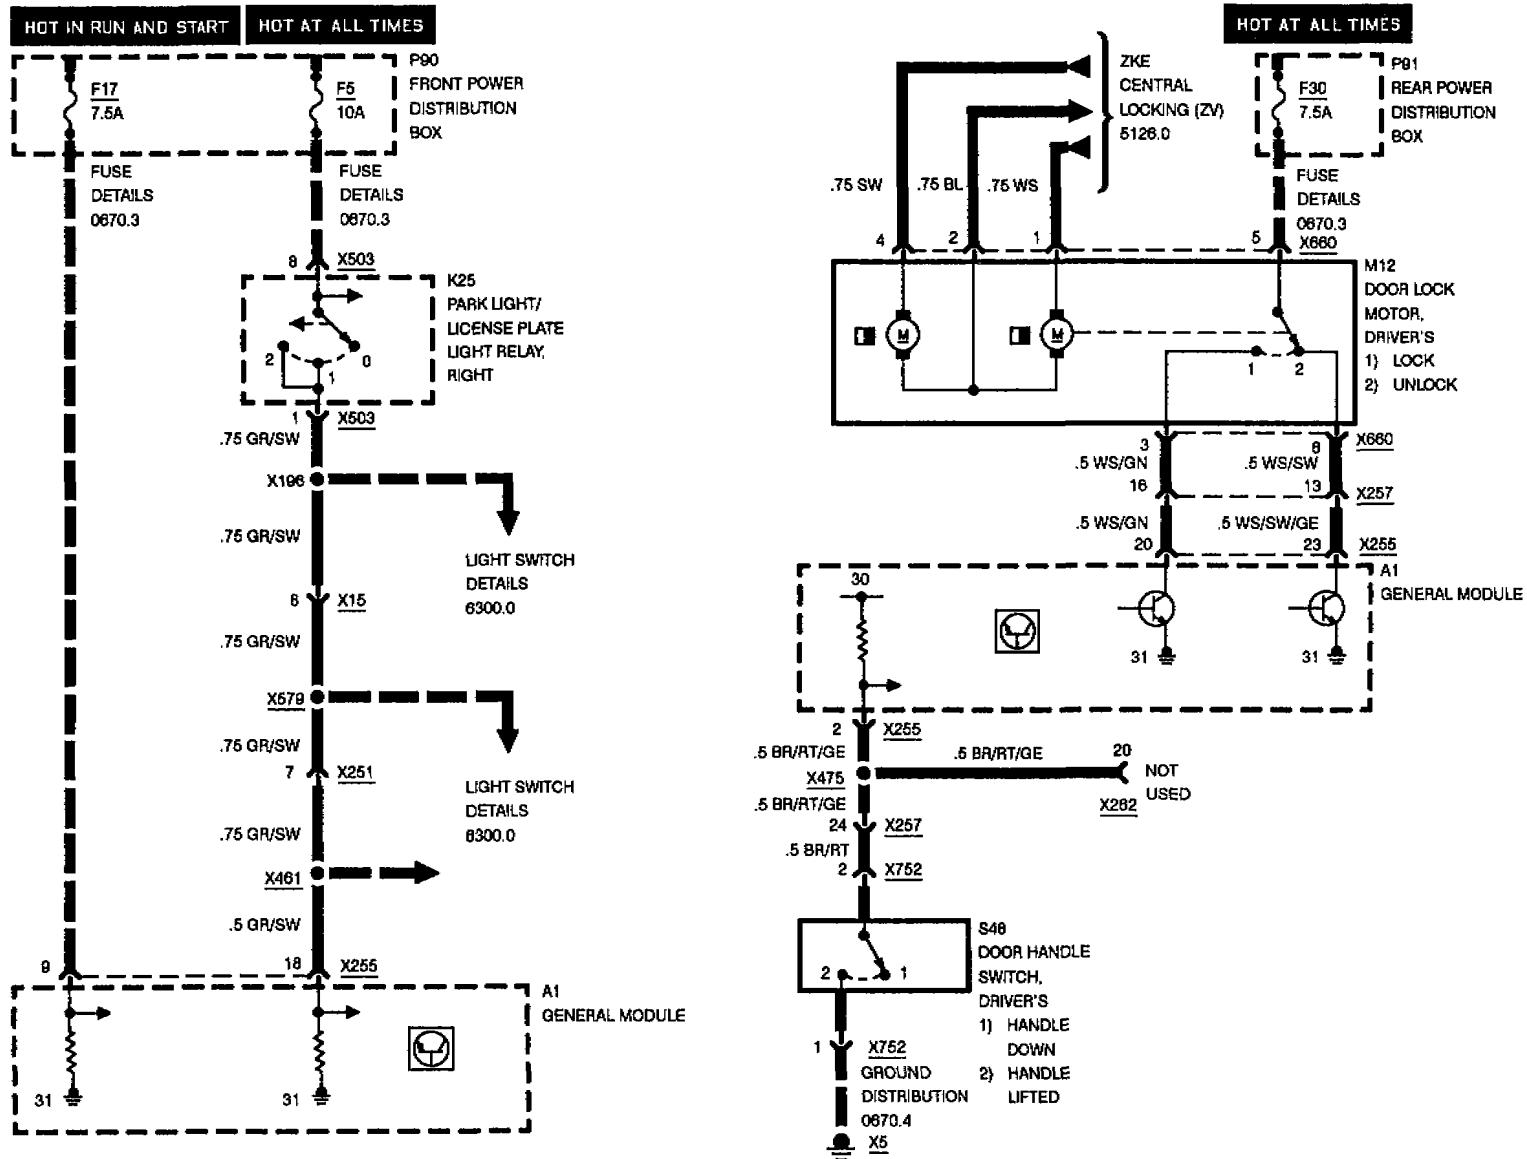 HOT IN RUN AND START
HOT AT ALL TIMES
F17
7.5A
F5
10A
P90
FRONT POWER
DISTRIBUTION
BOX
FUSE
DETAILS
0670.3
FUSE
DETAILS
0670.3
8
X503
K25
PARK LIGHT/
LICENSE PLATE
LIGHT RELAY,
RIGHT
2
0
1
1
X503
.75 GR/SW
X196
.75 GR/SW
LIGHT SWITCH
DETAILS
6300.0
6
X15
.75 GR/SW
X579
.75 GR/SW
7
X251
LIGHT SWITCH
DETAILS
6300.0
.75 GR/SW
X461
.5 GR/SW
9
18
X255
A1
GENERAL MODULE
31
31
HOT AT ALL TIMES
ZKE
CENTRAL
LOCKING (ZV)
5126.0
F30
7.5A
P91
REAR POWER
DISTRIBUTION
BOX
.75 SW
.75 BL
.75 WS
FUSE
DETAILS
0670.3
4
2
1
5
X660
M12
DOOR LOCK
MOTOR,
DRIVER'S
1) LOCK
2) UNLOCK
M
M
1
2
3
6
X660
.5 WS/GN
.5 WS/SW
16
13
X257
.5 WS/GN
.5 WS/SW/GE
20
23
X255
A1
GENERAL MODULE
30
31
31
2
X255
.5 BR/RT/GE
.5 BR/RT/GE
20
NOT
USED
X475
X262
.5 BR/RT/GE
24
X257
.5 BR/RT
2
X752
S48
DOOR HANDLE
SWITCH,
DRIVER'S
1) HANDLE
DOWN
2) HANDLE
LIFTED
2
1
1
X752
GROUND
DISTRIBUTION
0670.4
X5